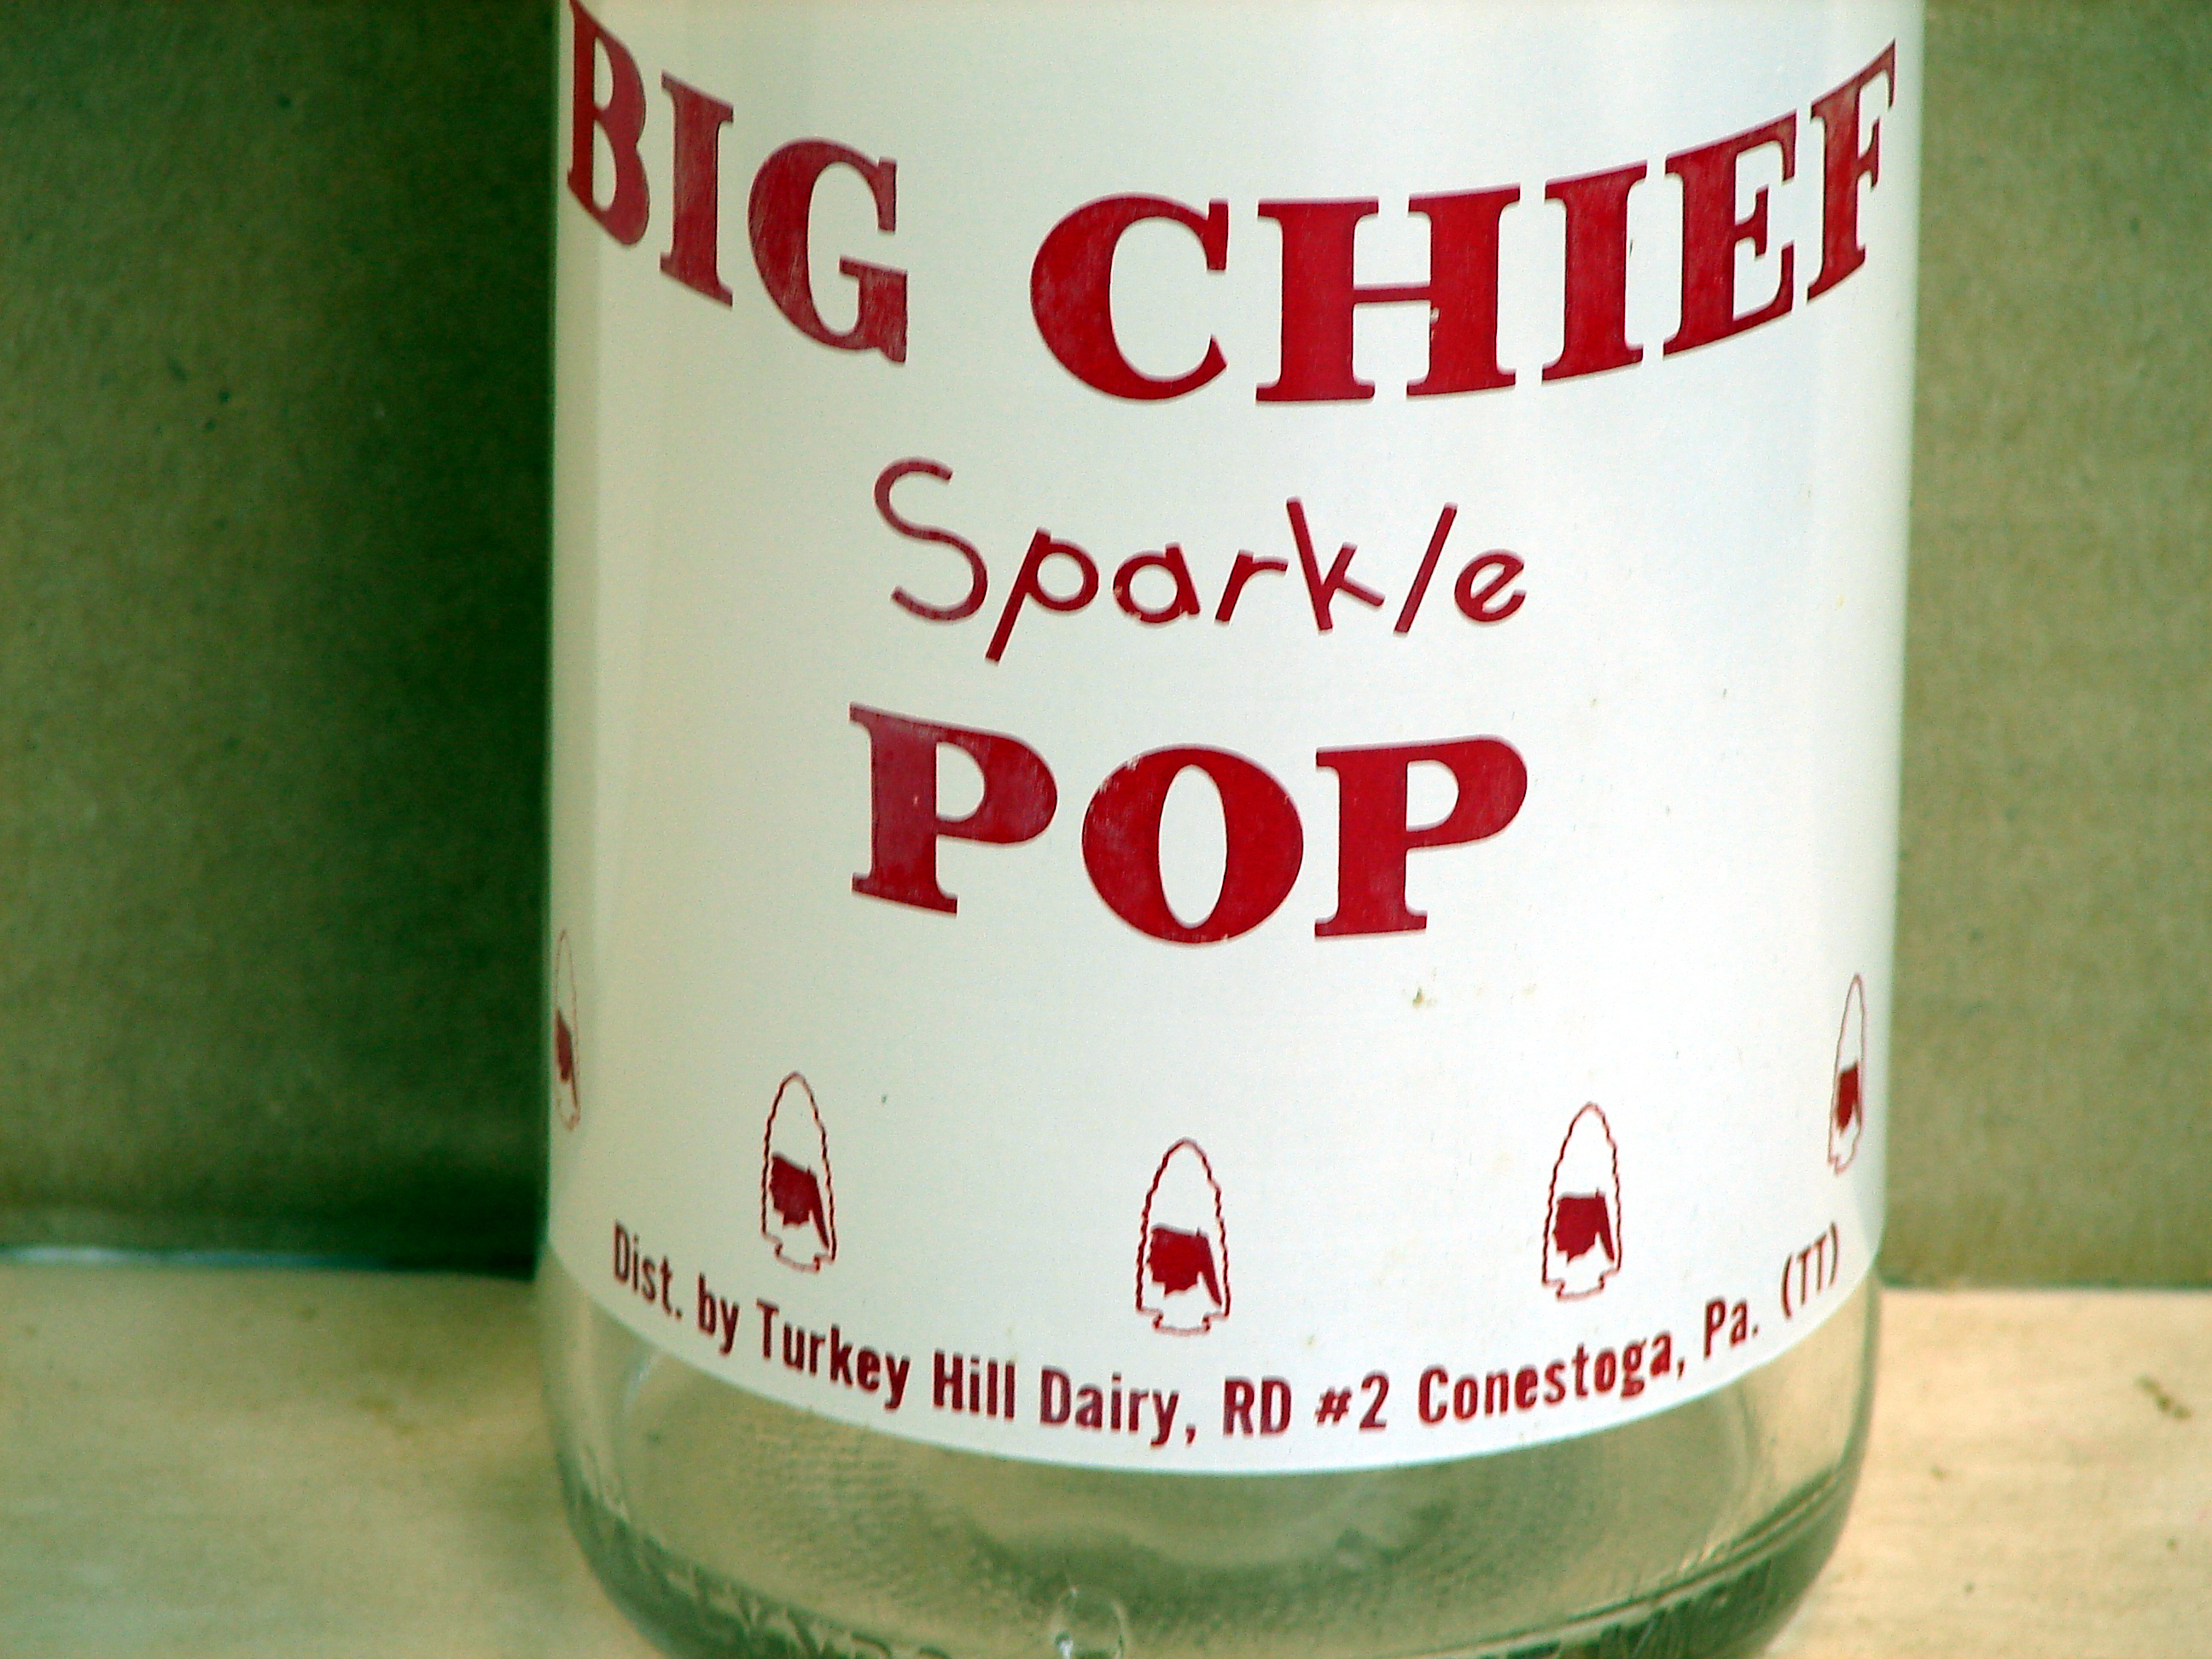 BIG CHIEF
Sparkle
POP
Dist. by Turkey Hill Dairy, RD #2 Conestoga, Pa. (TT)